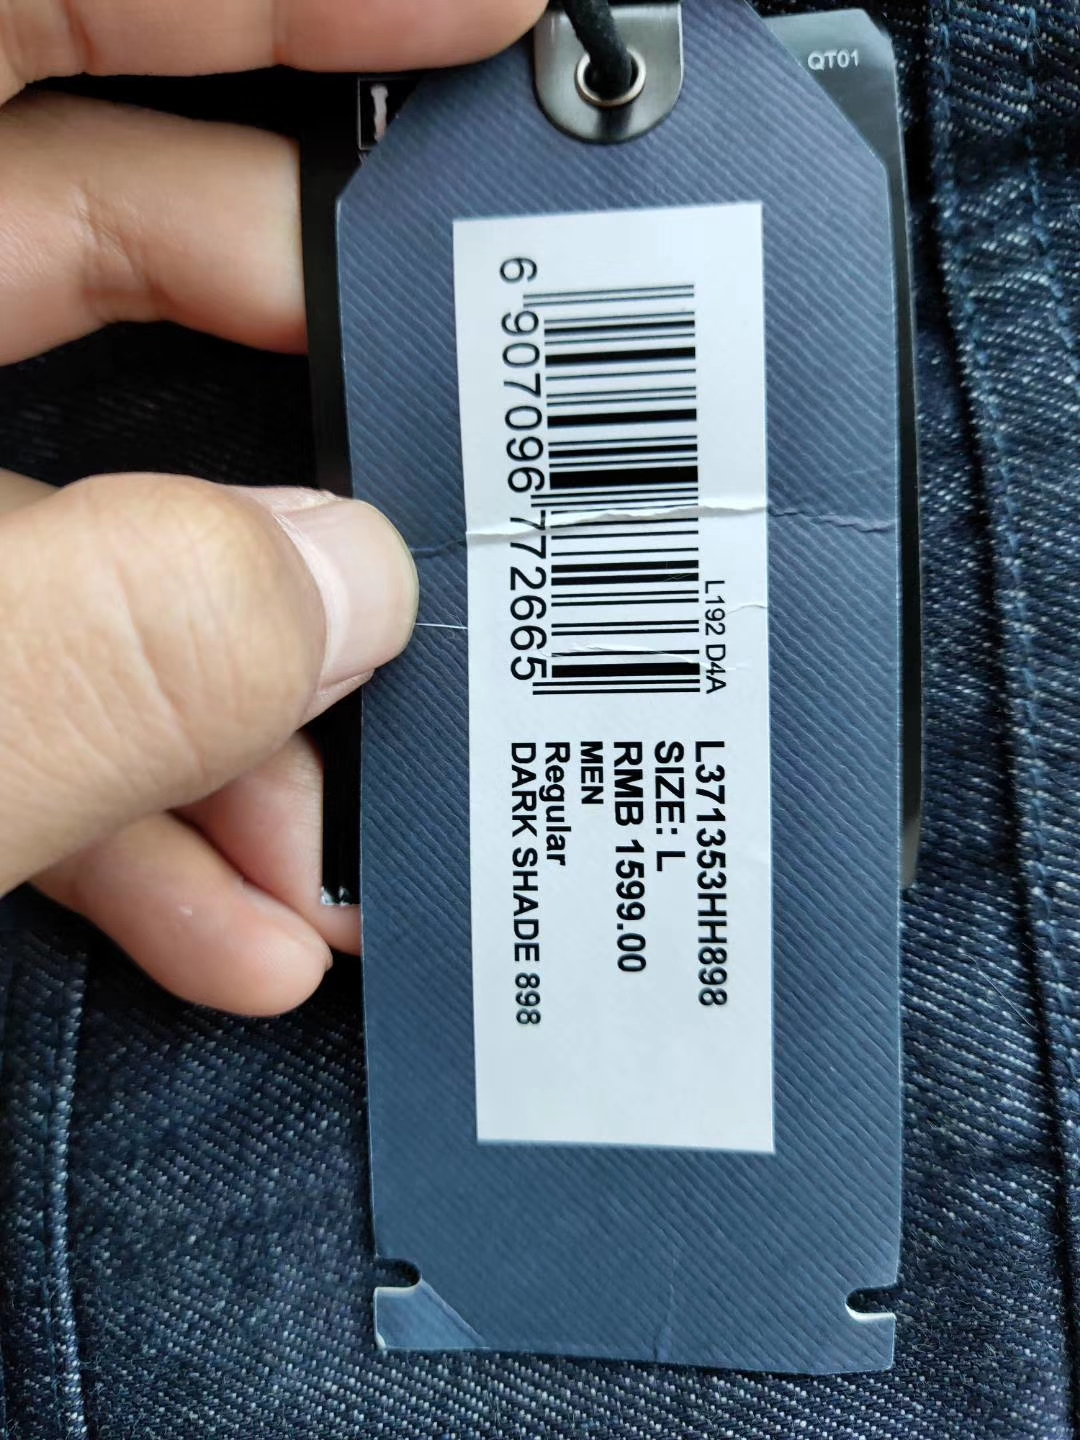 QT01
6 907096 772665
L192 D4A
L371353HH898
SIZE: L
RMB 1599.00
MEN
Regular
DARK SHADE 898